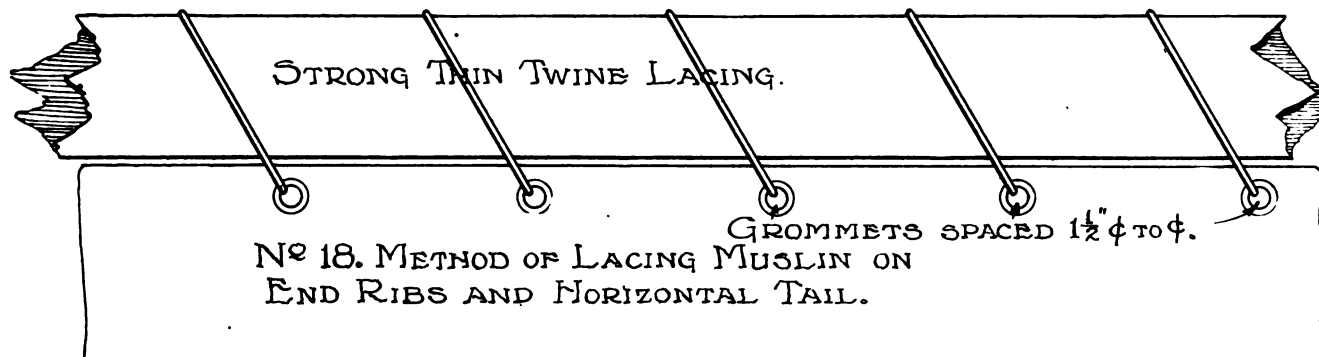 STRONG THIN TWINE LACING.
GROMMETS SPACED 1½" ¢ TO ¢.
Nº 18. METHOD OF LACING MUSLIN ON
END RIBS AND HORIZONTAL TAIL.